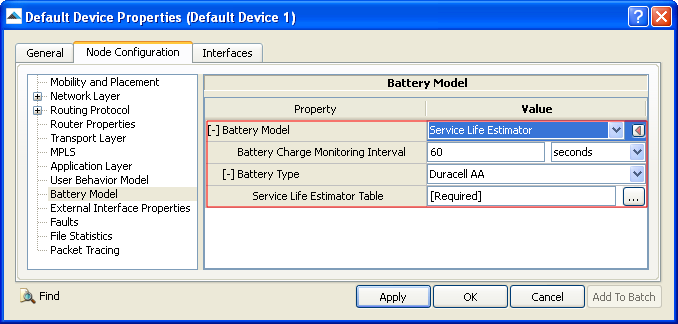 Default Device Properties (Default Device 1)
General
Node Configuration
Interfaces
Mobility and Placement
Network Layer
Routing Protocol
Router Properties
Transport Layer
MPLS
Application Layer
User Behavior Model
Battery Model
External Interface Properties
Faults
File Statistics
Packet Tracing
Battery Model
Property Value
[-] Battery Model Service Life Estimator
Battery Charge Monitoring Interval 60 seconds
[-] Battery Type Duracell AA
Service Life Estimator Table [Required] ...
Find
Apply
OK
Cancel
Add To Batch